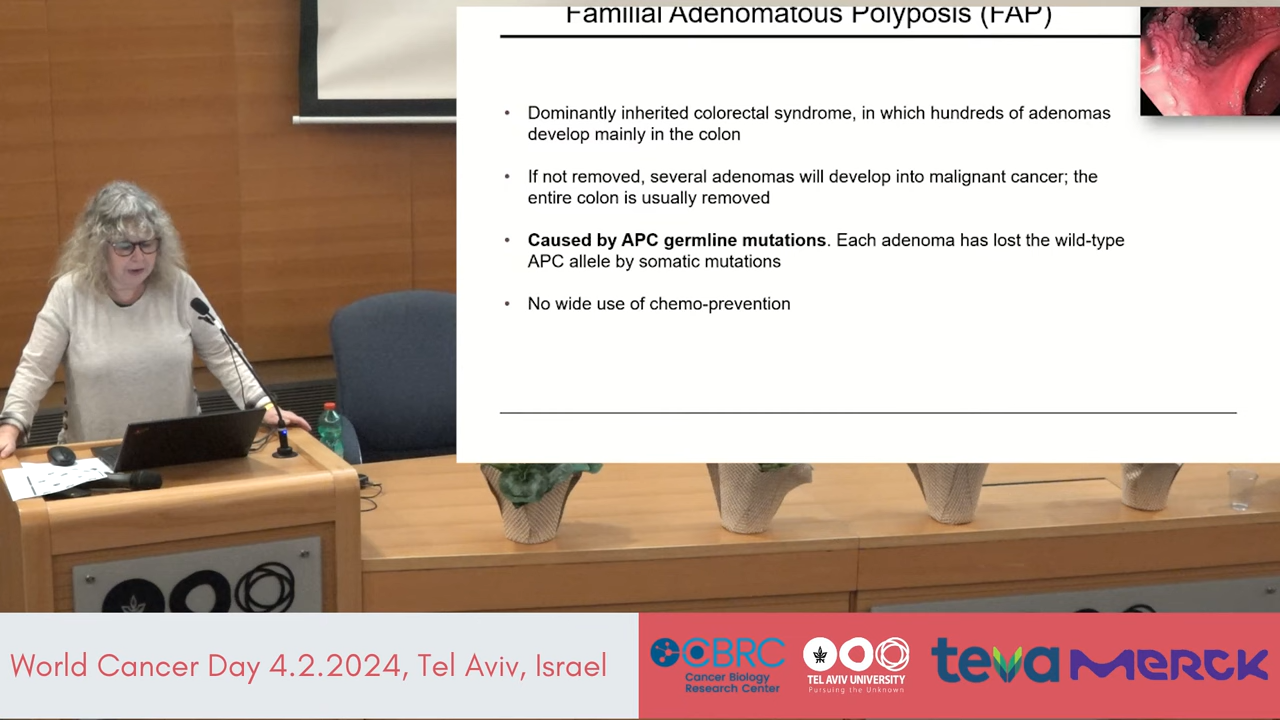 Familial Adenomatous Polyposis (FAP)
• Dominantly inherited colorectal syndrome, in which hundreds of adenomas
develop mainly in the colon
• If not removed, several adenomas will develop into malignant cancer; the
entire colon is usually removed
• Caused by APC germline mutations. Each adenoma has lost the wild-type
APC allele by somatic mutations
• No wide use of chemo-prevention
World Cancer Day 4.2.2024, Tel Aviv, Israel
CBRC
Cancer Biology
Research Center
TEL AVIV UNIVERSITY
Pursuing the Unknown
teva
MERCK